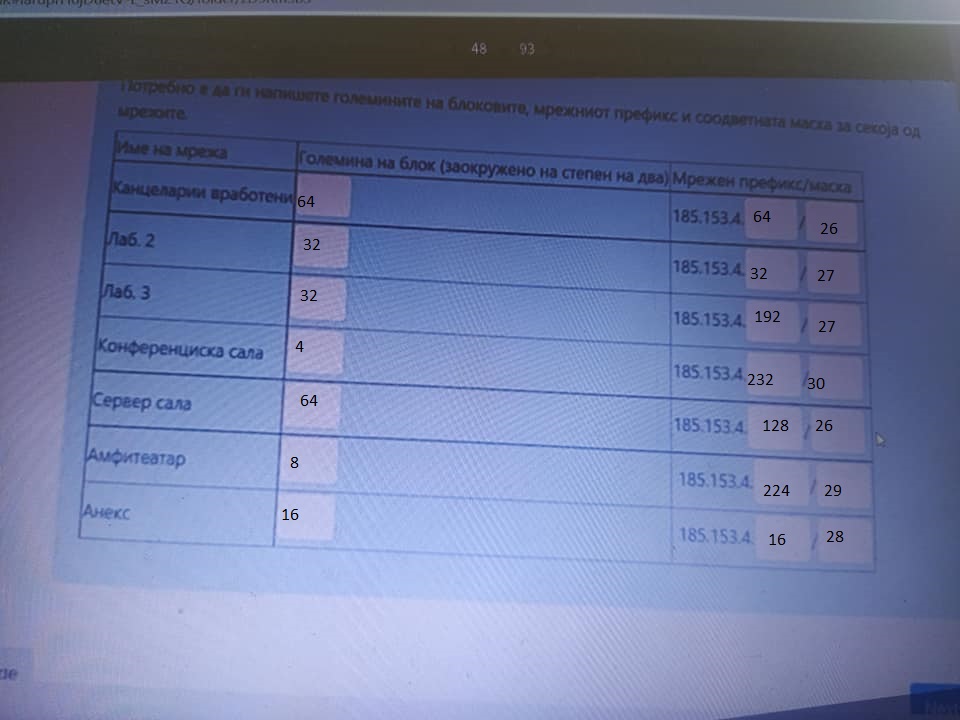 48 93
Потребно е да ги напишете големините на блоковите, мрежниот префикс и соодветната маска за секоја од
мрежите.
Име на мрежа Големина на блок (заокружено на степен на два) Мрежен префикс/маска
Канцеларии вработени 64 185.153.4. 64 / 26
Лаб. 2 32 185.153.4. 32 / 27
Лаб. 3 32 185.153.4. 192 / 27
Конференциска сала 4 185.153.4. 232 / 30
Сервер сала 64 185.153.4. 128 / 26
Амфитеатар 8 185.153.4. 224 / 29
Анекс 16 185.153.4. 16 / 28
Next